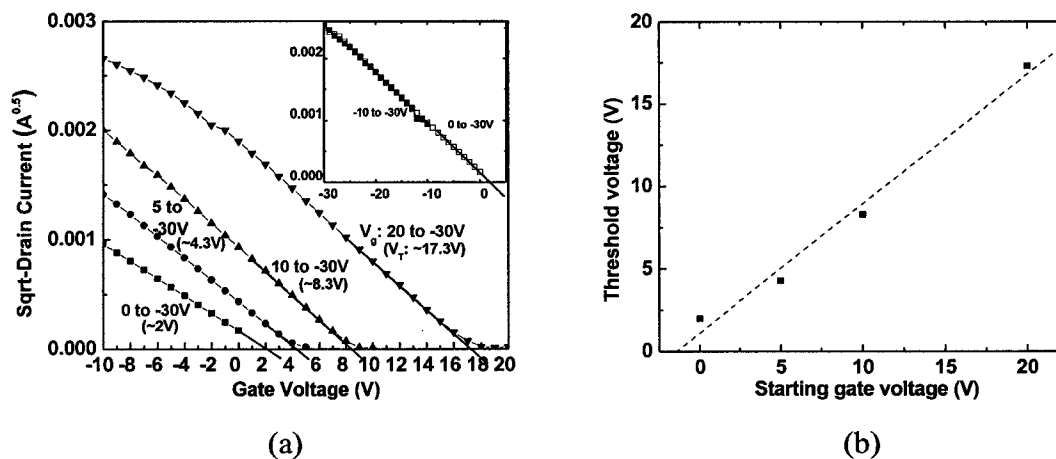 0.003
0.002
0.001
0.000
Sqrt-Drain Current (A^0.5)
-10 -8 -6 -4 -2 0 2 4 6 8 10 12 14 16 18 20
Gate Voltage (V)
0.002
0.001
0.000
-30 -20 -10 0
-10 to -30V
0 to -30V
5 to
-30V
(~4.3V)
0 to -30V
(~2V)
10 to -30V
(~8.3V)
V_g: 20 to -30V
(V_T: ~17.3V)
(a)
20
15
10
5
0
Threshold voltage (V)
0 5 10 15 20
Starting gate voltage (V)
(b)